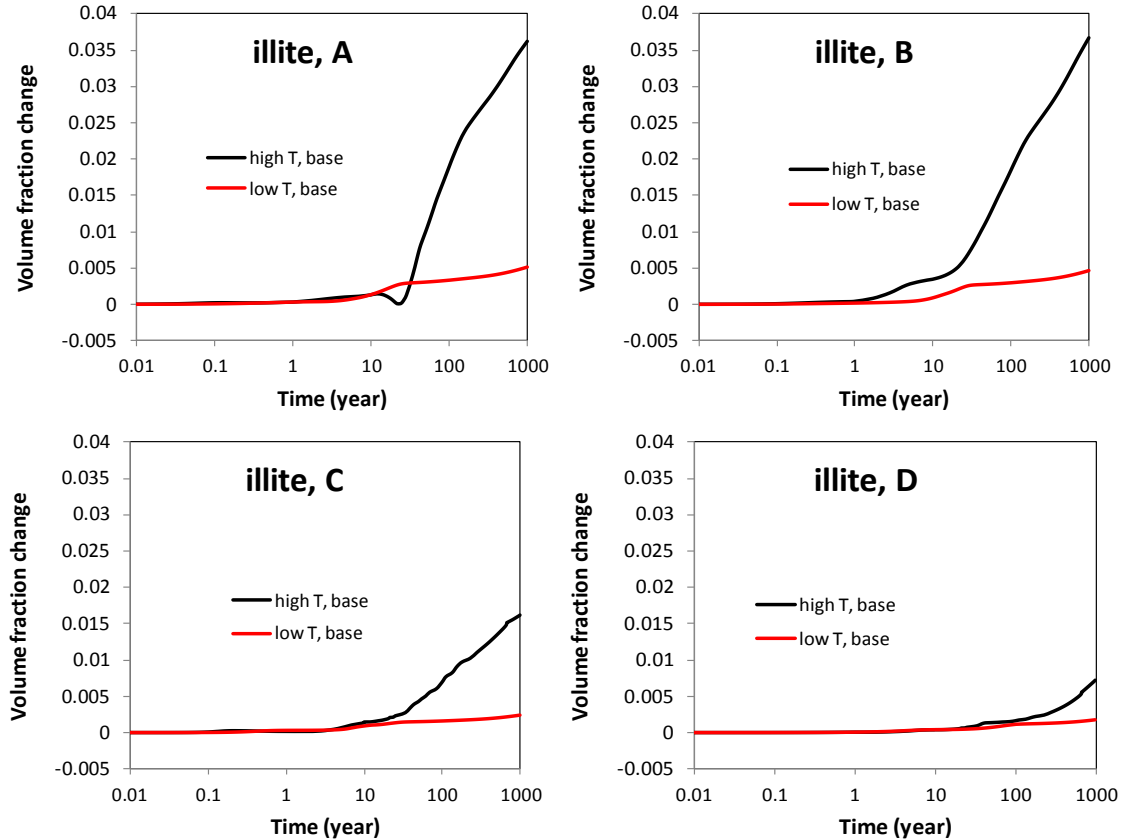 illite, A
Volume fraction change
0.04
0.035
0.03
0.025
0.02
0.015
0.01
0.005
0
-0.005
high T, base
low T, base
0.01 0.1 1 10 100 1000
Time (year)
illite, B
Volume fraction change
0.04
0.035
0.03
0.025
0.02
0.015
0.01
0.005
0
-0.005
high T, base
low T, base
0.01 0.1 1 10 100 1000
Time (year)
illite, C
Volume fraction change
0.04
0.035
0.03
0.025
0.02
0.015
0.01
0.005
0
-0.005
high T, base
low T, base
0.01 0.1 1 10 100 1000
Time (year)
illite, D
Volume fraction change
0.04
0.035
0.03
0.025
0.02
0.015
0.01
0.005
0
-0.005
high T, base
low T, base
0.01 0.1 1 10 100 1000
Time (year)